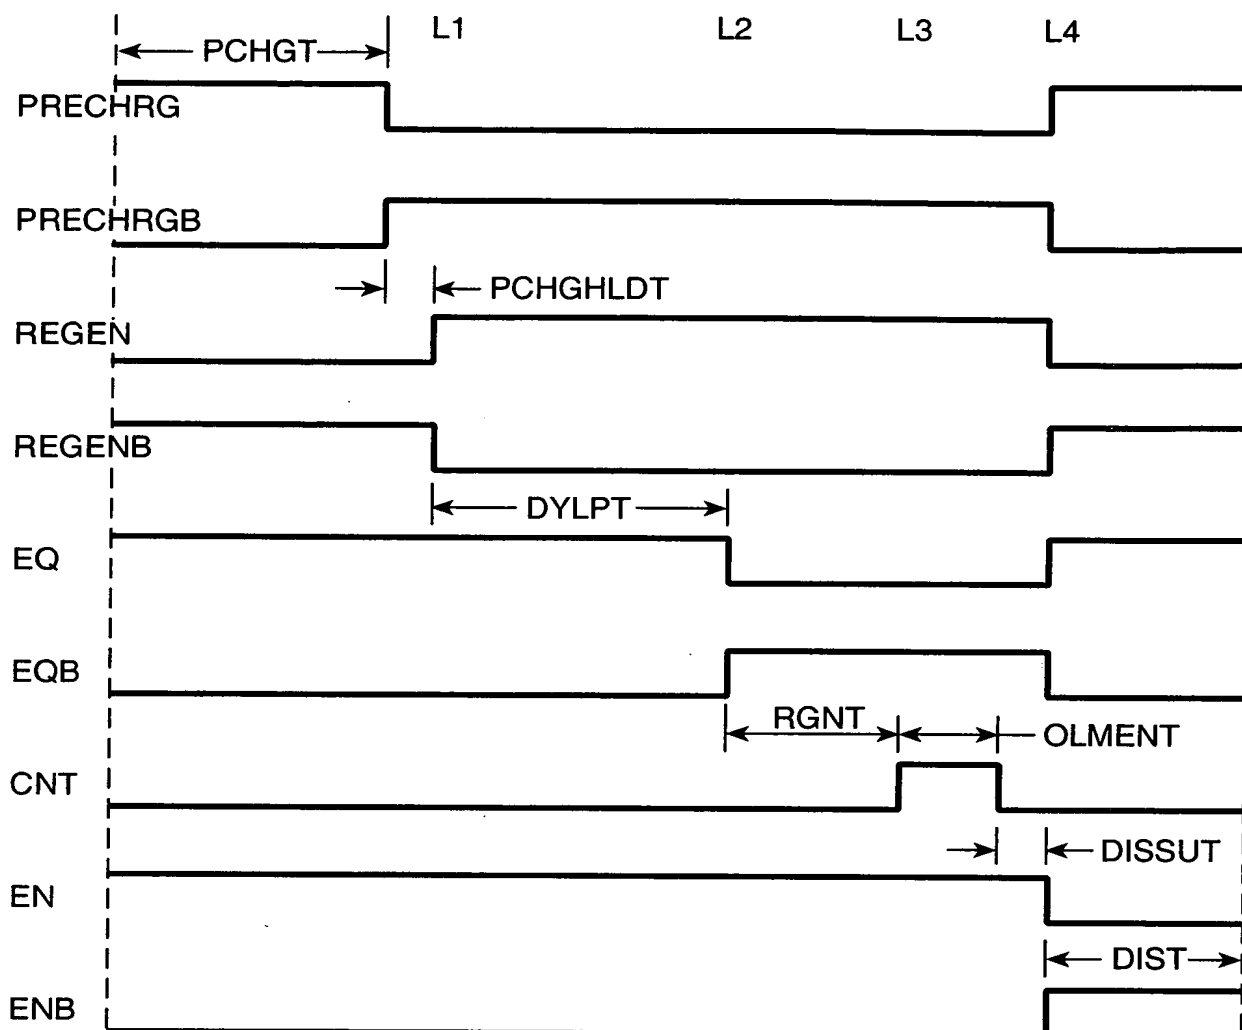 L1 L2 L3 L4
PCHGT
PRECHRG
PRECHRGB
PCHGHLDT
REGEN
REGENB
DYLPT
EQ
EQB
RGNT
OLMENT
CNT
DISSUT
EN
DIST
ENB